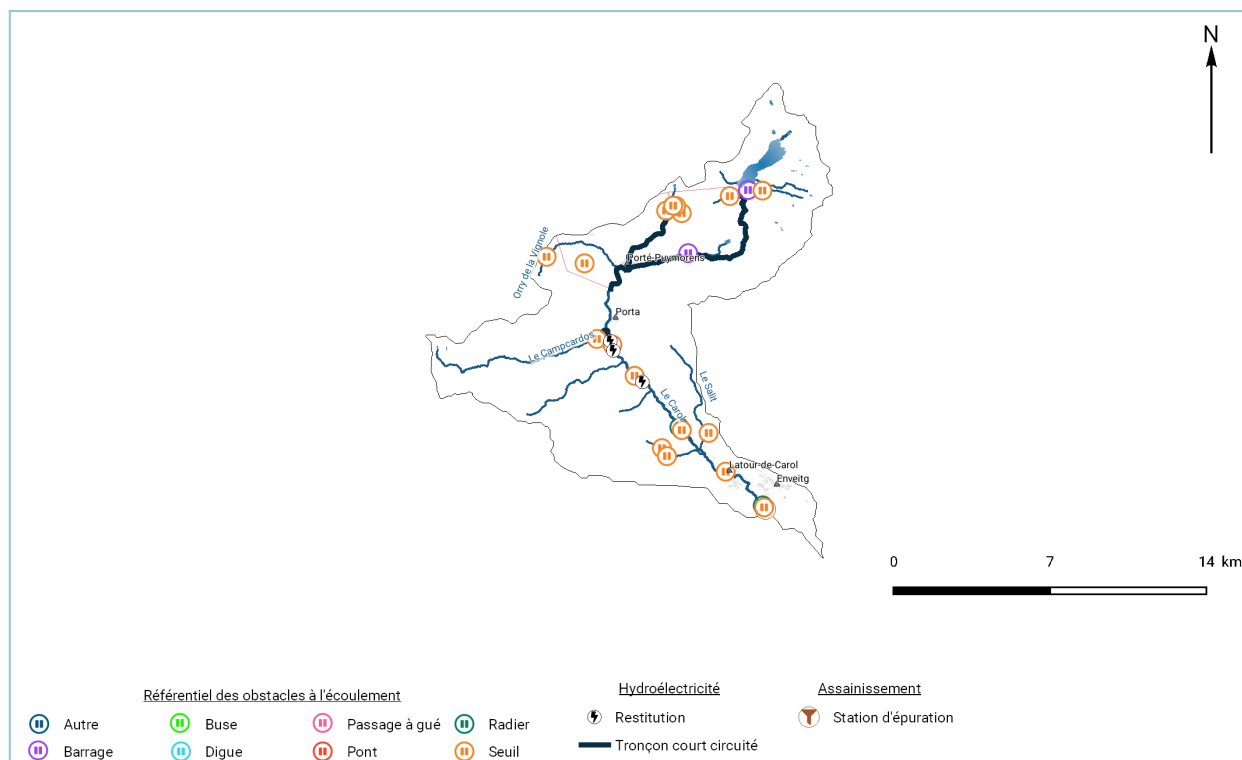 N
Orry de la Vignole
Porté-Puymorens
Porta
Le Campcardos
Le Salit
Le Carol
Latour-de-Carol
Enveitg
0 7 14 km
Référentiel des obstacles à l'écoulement
Autre Buse Passage à gué Radier
Barrage Digue Pont Seuil
Hydroélectricité
Restitution
Tronçon court circuité
Assainissement
Station d'épuration